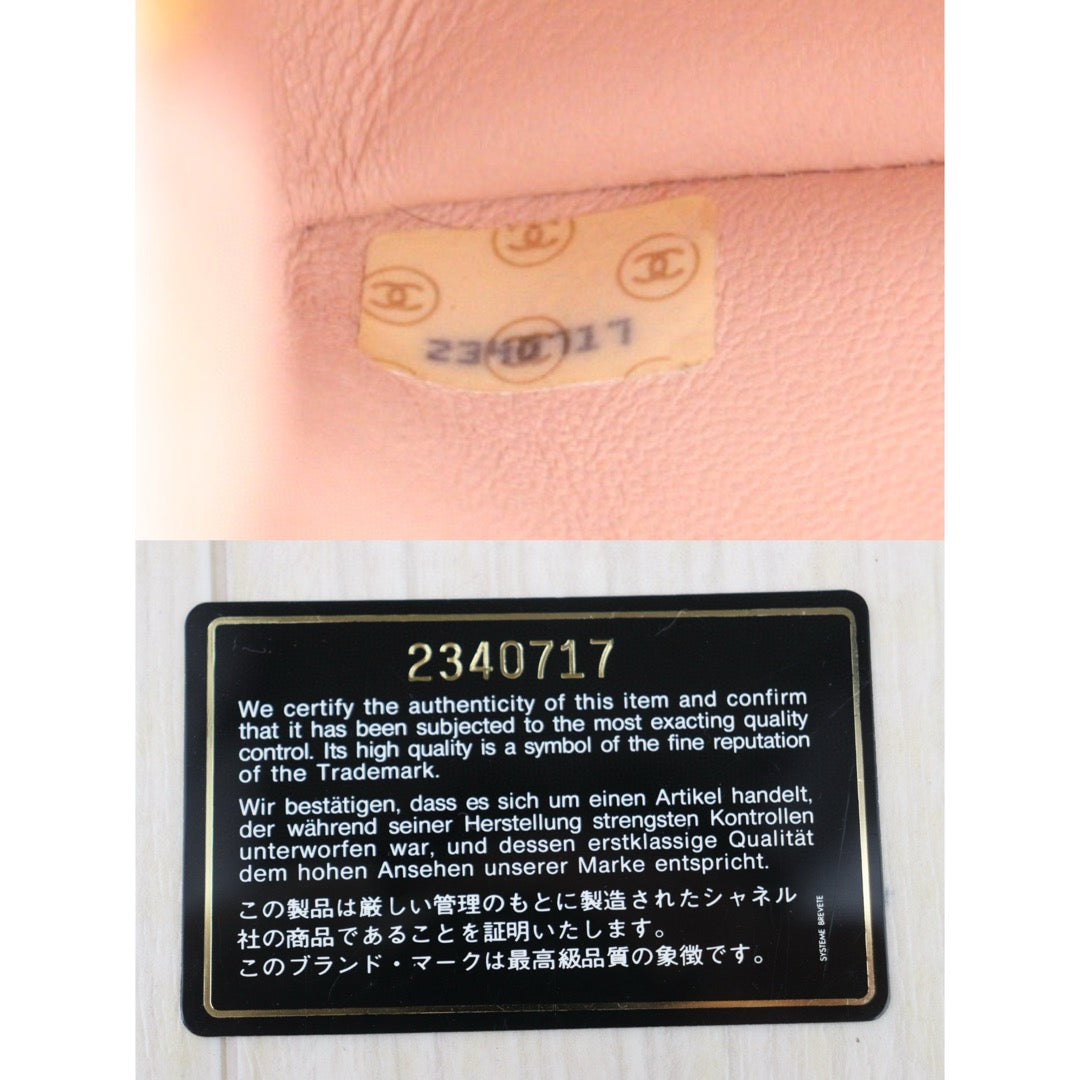 2340717
2340717
We certify the authenticity of this item and confirm
that it has been subjected to the most exacting quality
control. Its high quality is a symbol of the fine reputation
of the Trademark.
Wir bestätigen, dass es sich um einen Artikel handelt,
der während seiner Herstellung strengsten Kontrollen
unterworfen war, und dessen erstklassige Qualität
dem hohen Ansehen unserer Marke entspricht.
この製品は厳しい管理のもとに製造されたシャネル
社の商品であることを証明いたします。
このブランド・マークは最高級品質の象徴です。
SYSTEME BREVETE